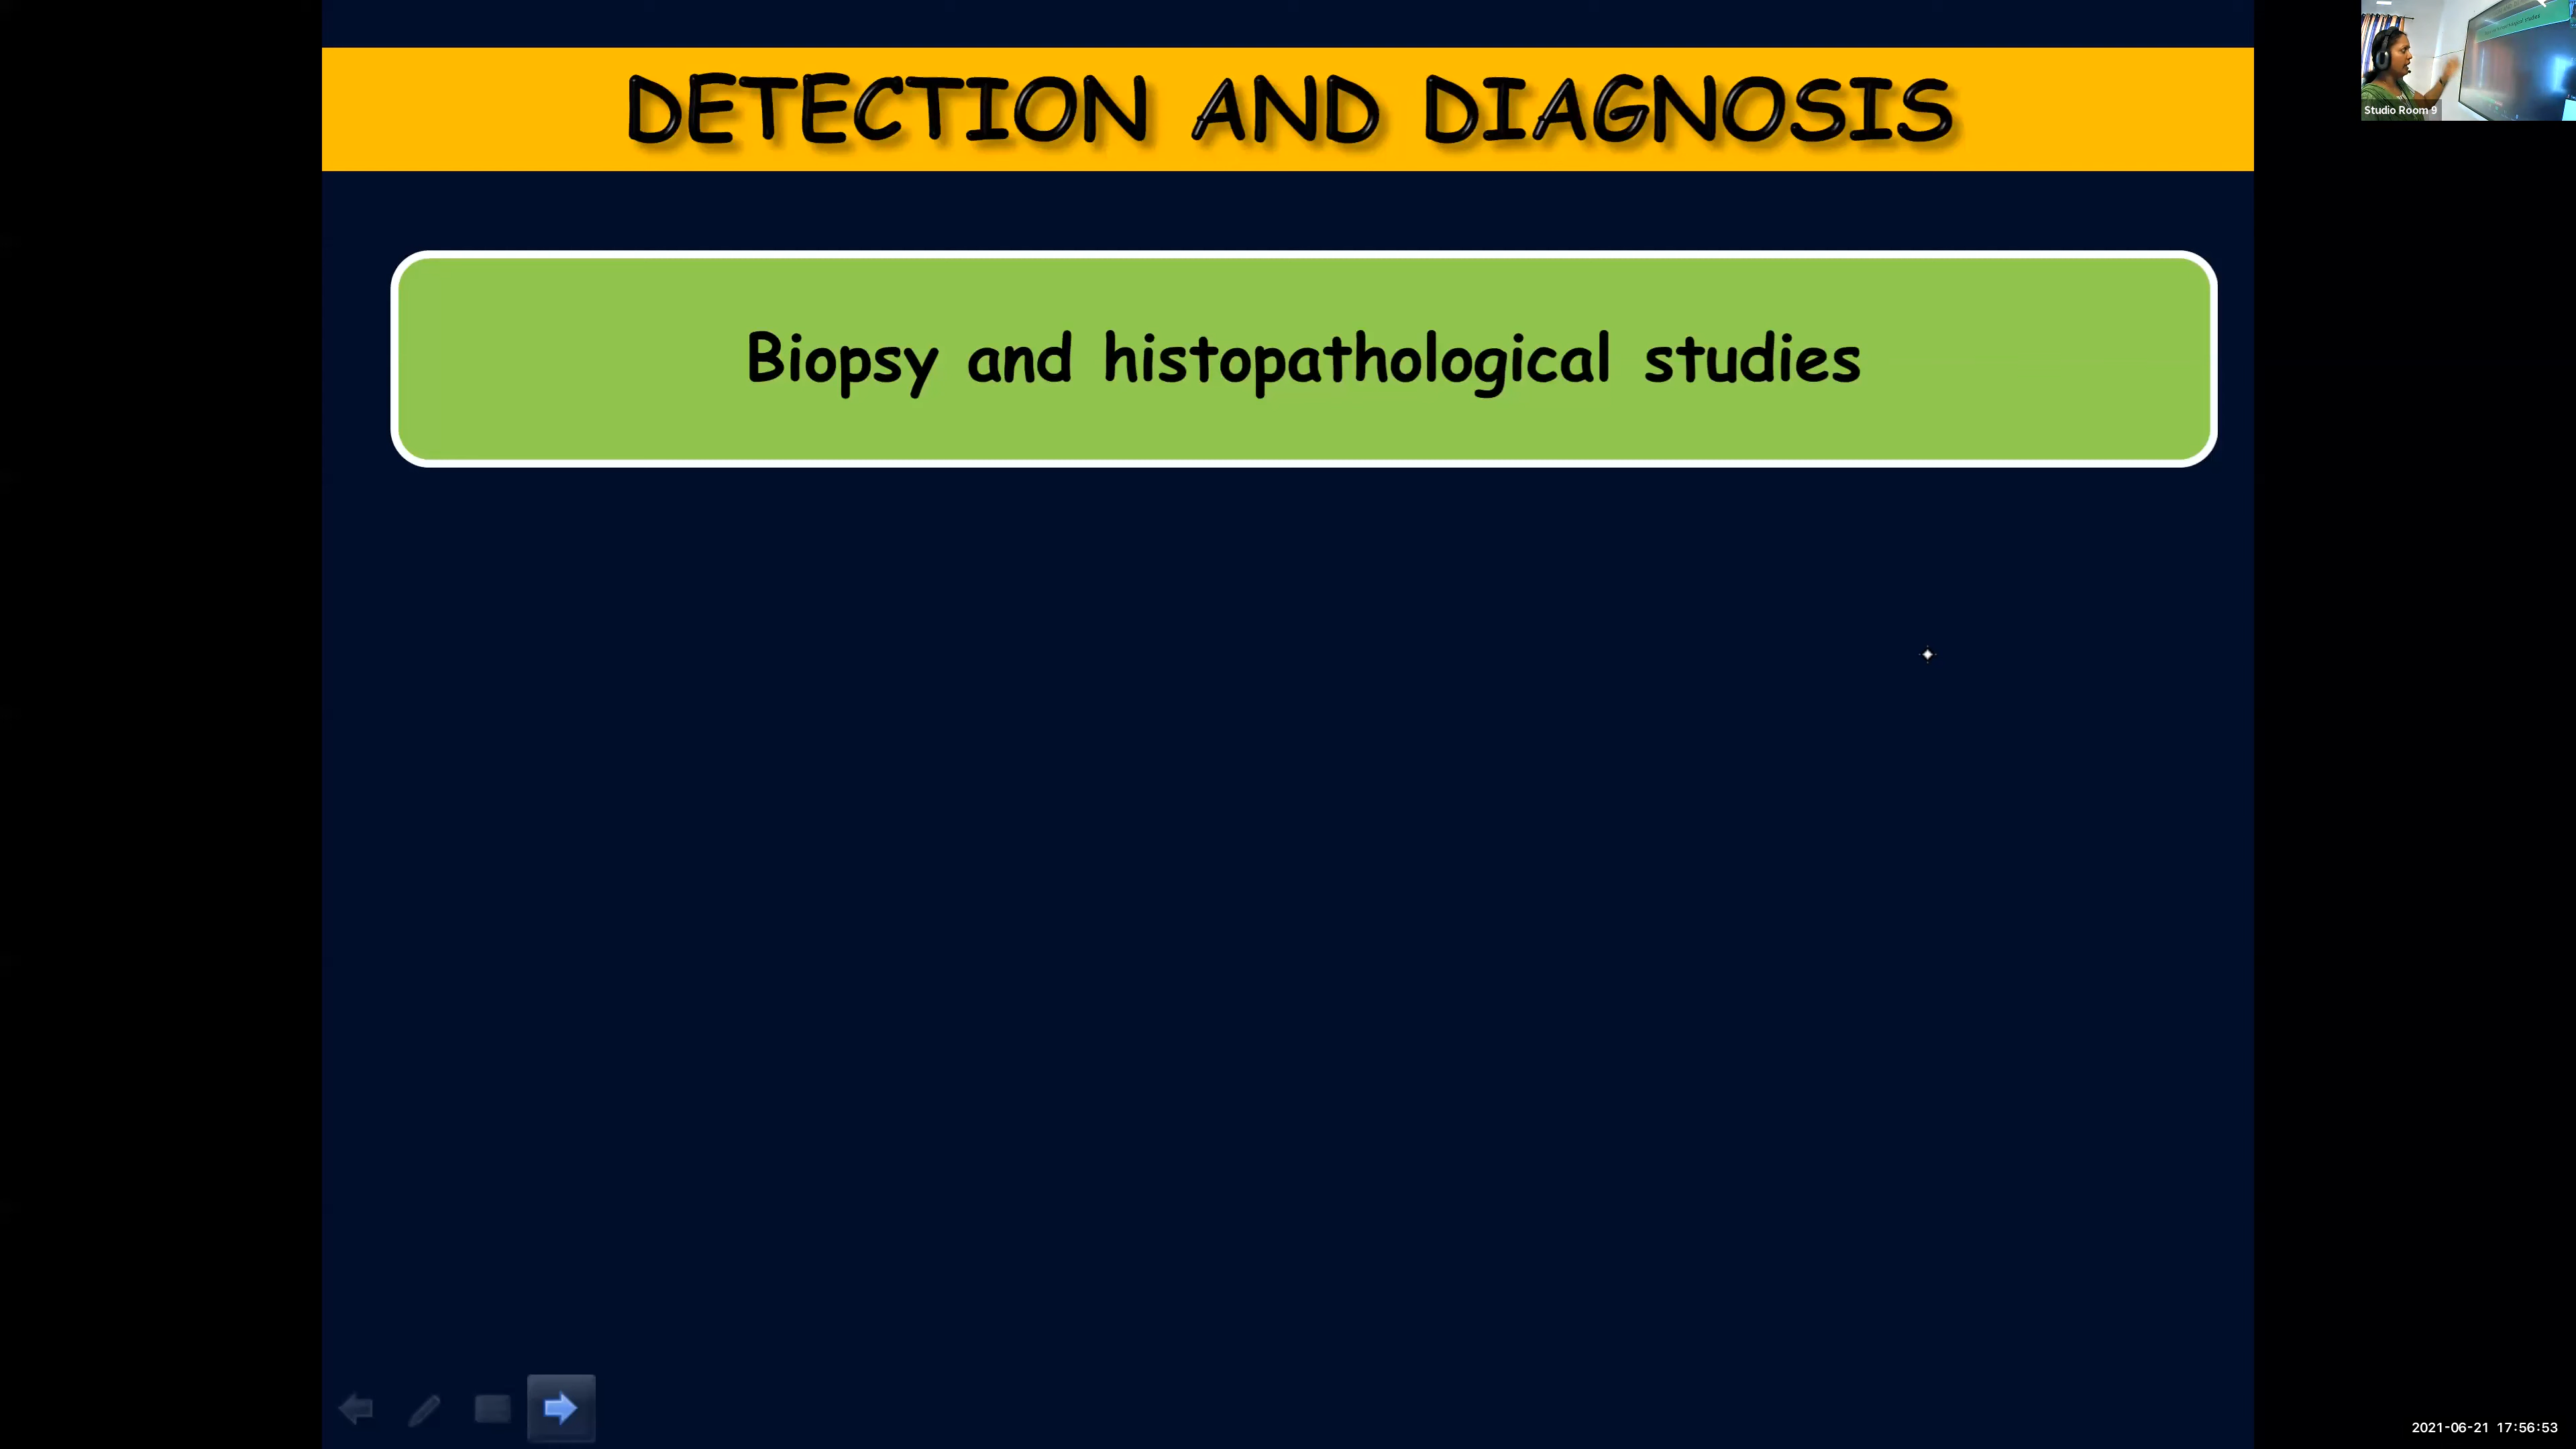 DETECTION AND DIAGNOSIS
Studio Room 9
Biopsy and histopathological studies
2021-06-21 17:56:53